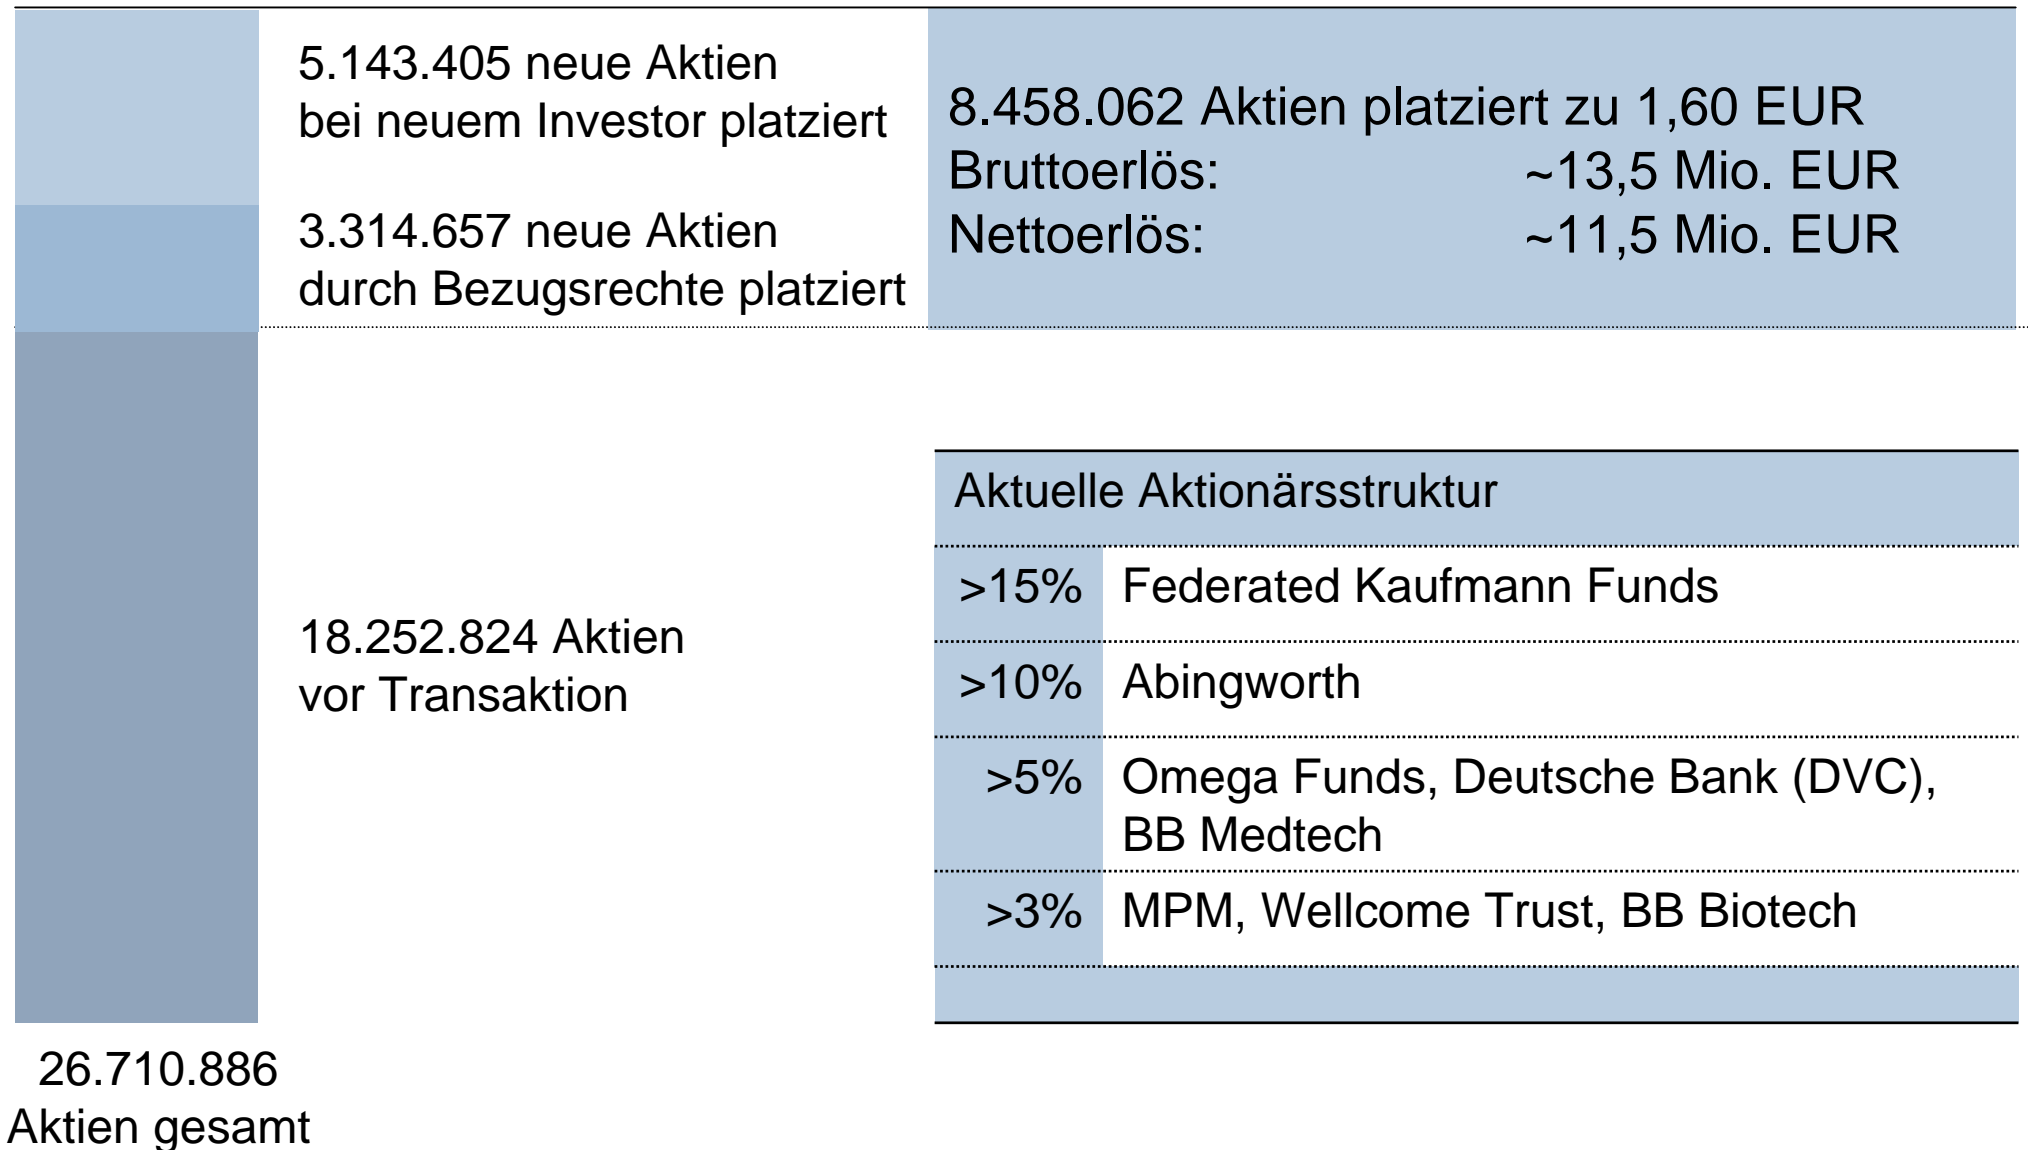 5.143.405 neue Aktien
bei neuem Investor platziert
3.314.657 neue Aktien
durch Bezugsrechte platziert
8.458.062 Aktien platziert zu 1,60 EUR
Bruttoerlös: ~13,5 Mio. EUR
Nettoerlös: ~11,5 Mio. EUR
18.252.824 Aktien
vor Transaktion
Aktuelle Aktionärsstruktur
>15% Federated Kaufmann Funds
>10% Abingworth
>5% Omega Funds, Deutsche Bank (DVC),
BB Medtech
>3% MPM, Wellcome Trust, BB Biotech
26.710.886
Aktien gesamt